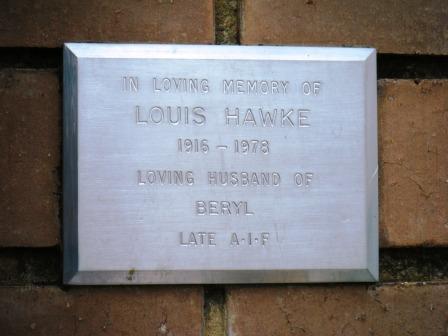 IN LOVING MEMORY OF
LOUIS HAWKE
1916 - 1978
LOVING HUSBAND OF
BERYL
LATE A·I·F